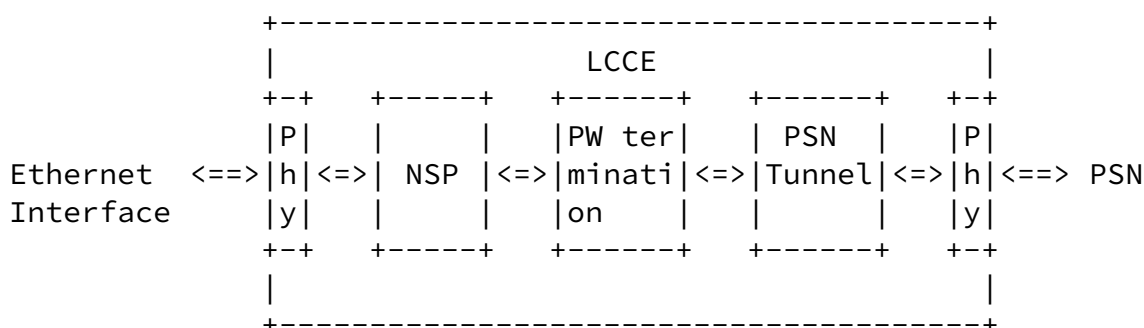 +---------------------------------------+
|                 LCCE                  |
+-+   +-----+   +------+   +------+   +-+
|P|   |     |   |PW ter|   | PSN  |   |P|
Ethernet  <==>|h|<=>| NSP |<=>|minati|<=>|Tunnel|<=>|h|<==> PSN
Interface     |y|   |     |   |on    |   |      |   |y|
+-+   +-----+   +------+   +------+   +-+
|                                       |
+---------------------------------------+